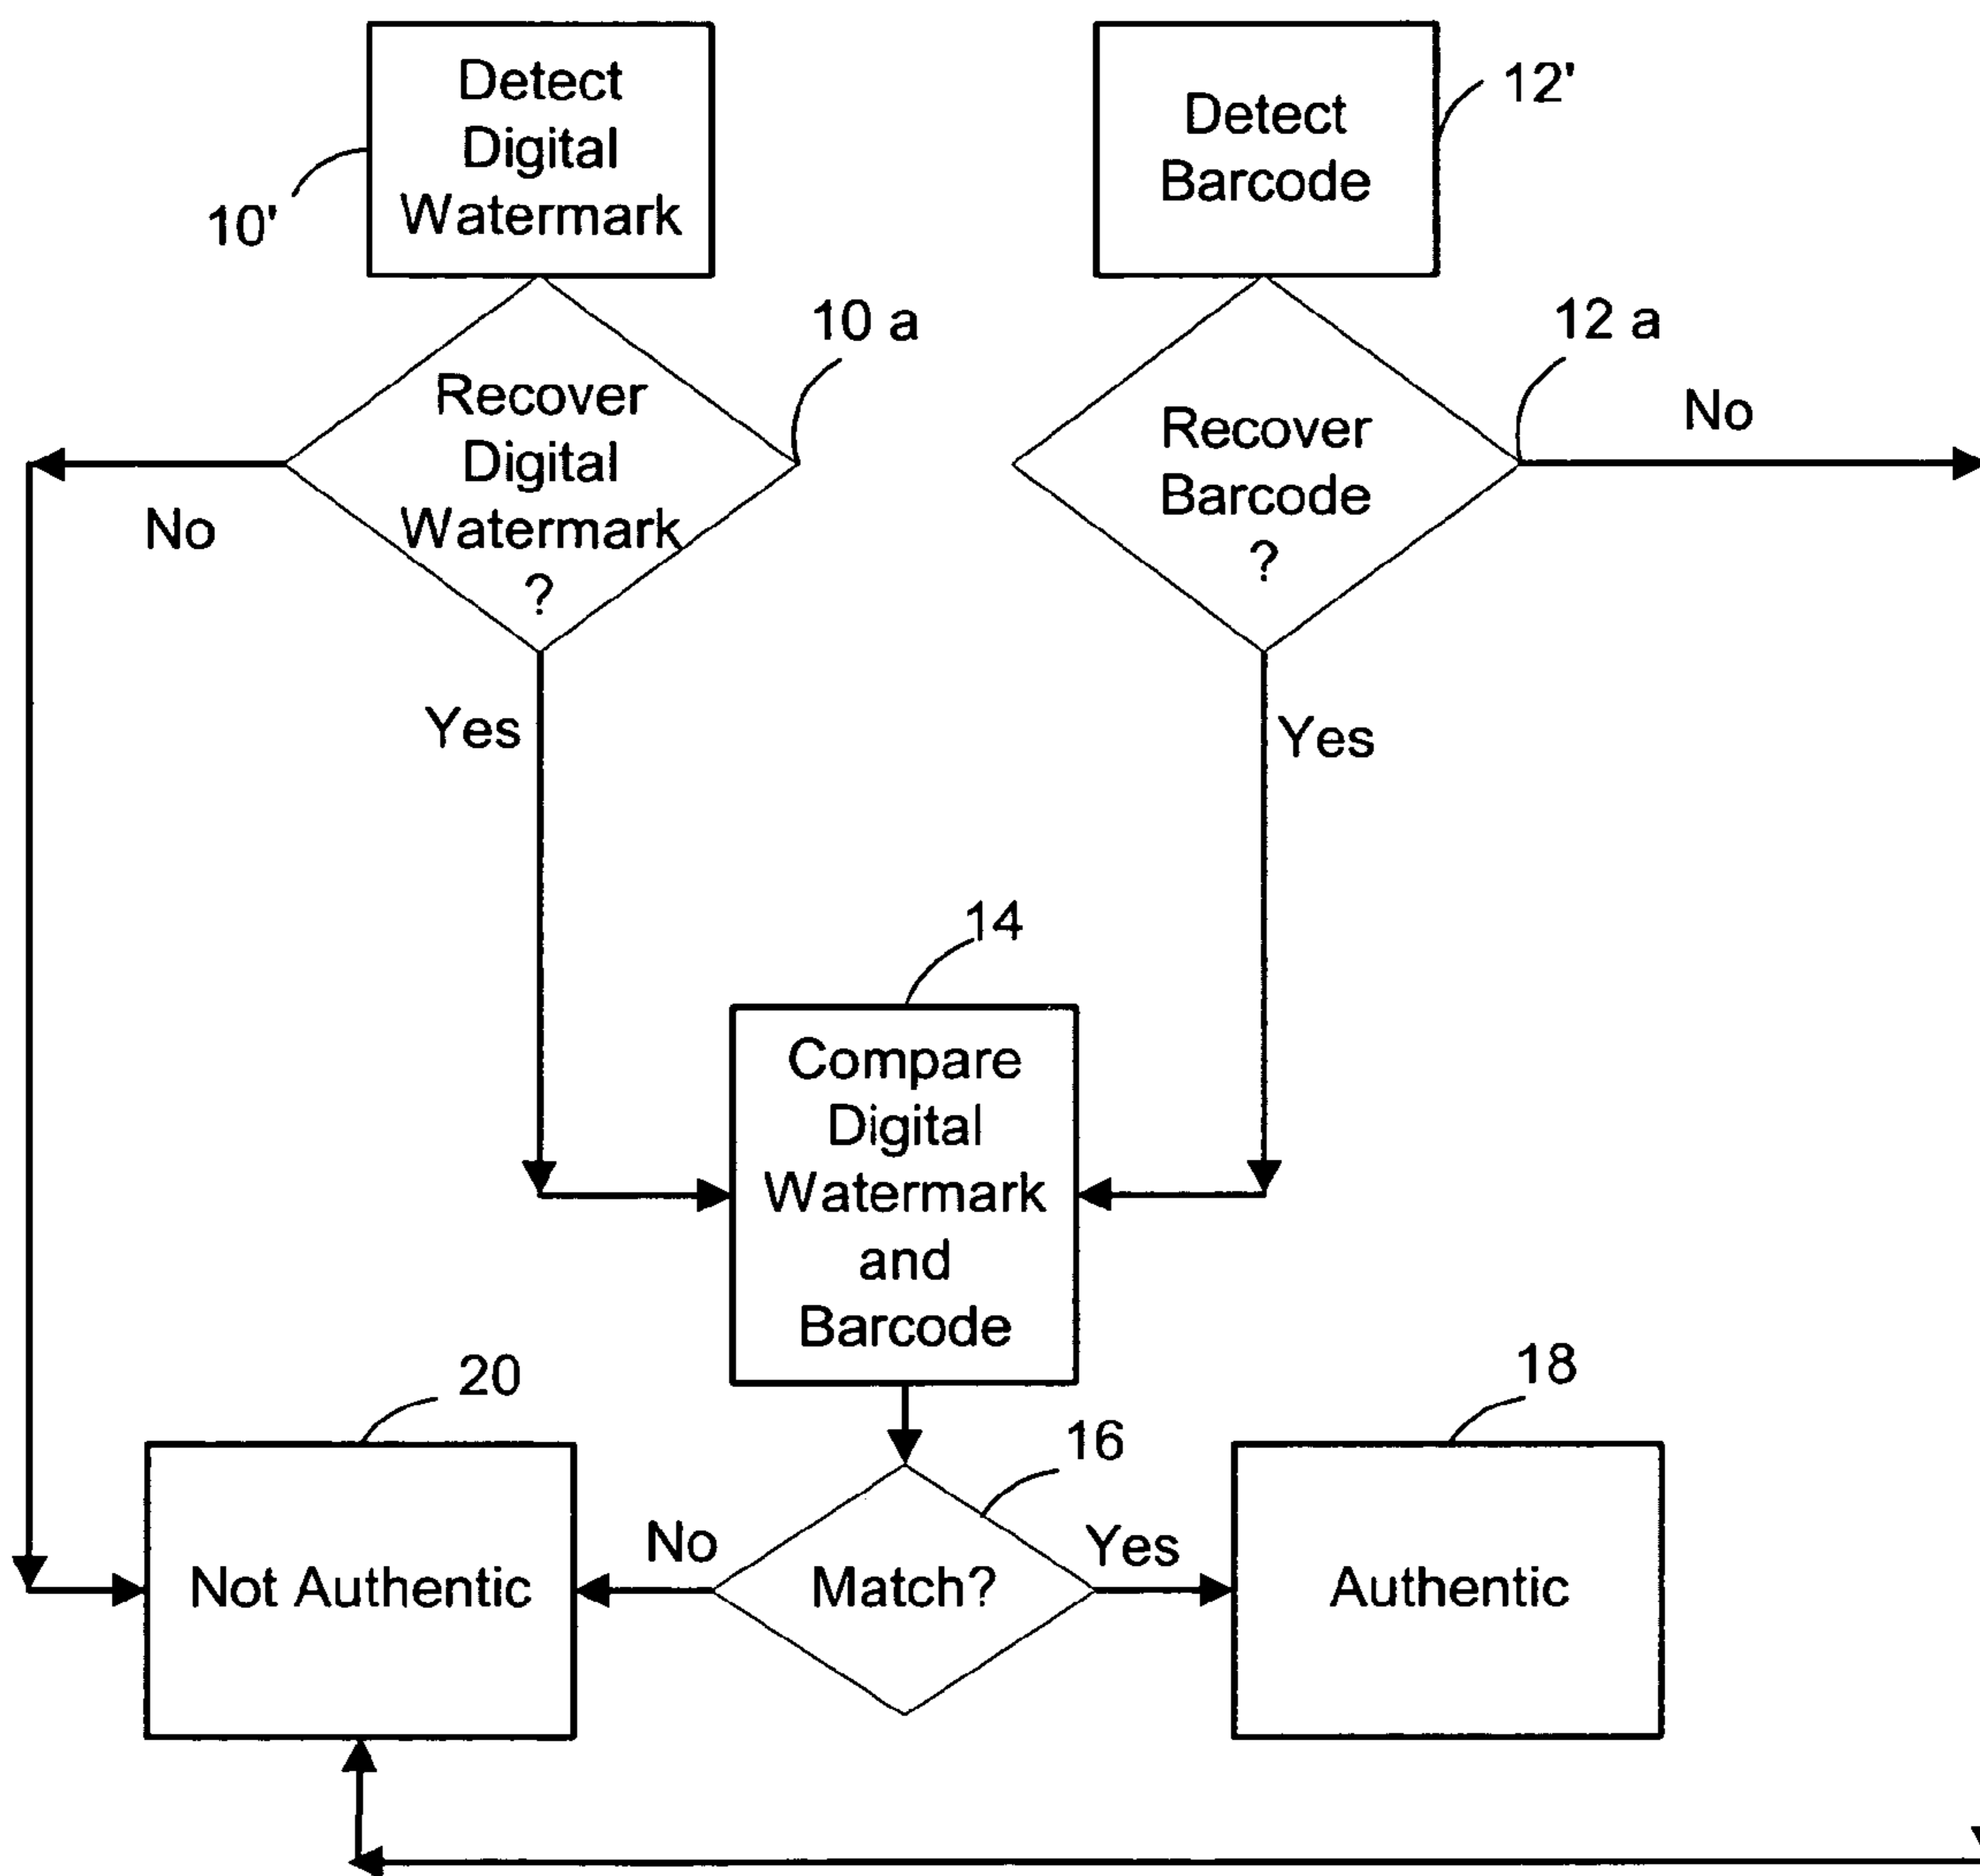 Detect
Digital
Watermark
10'
Detect
Barcode
12'
Recover
Digital
Watermark
?
10 a
Recover
Barcode
?
12 a
No
No
Yes
Yes
14
Compare
Digital
Watermark
and
Barcode
20
Not Authentic
No
16
Match?
Yes
18
Authentic